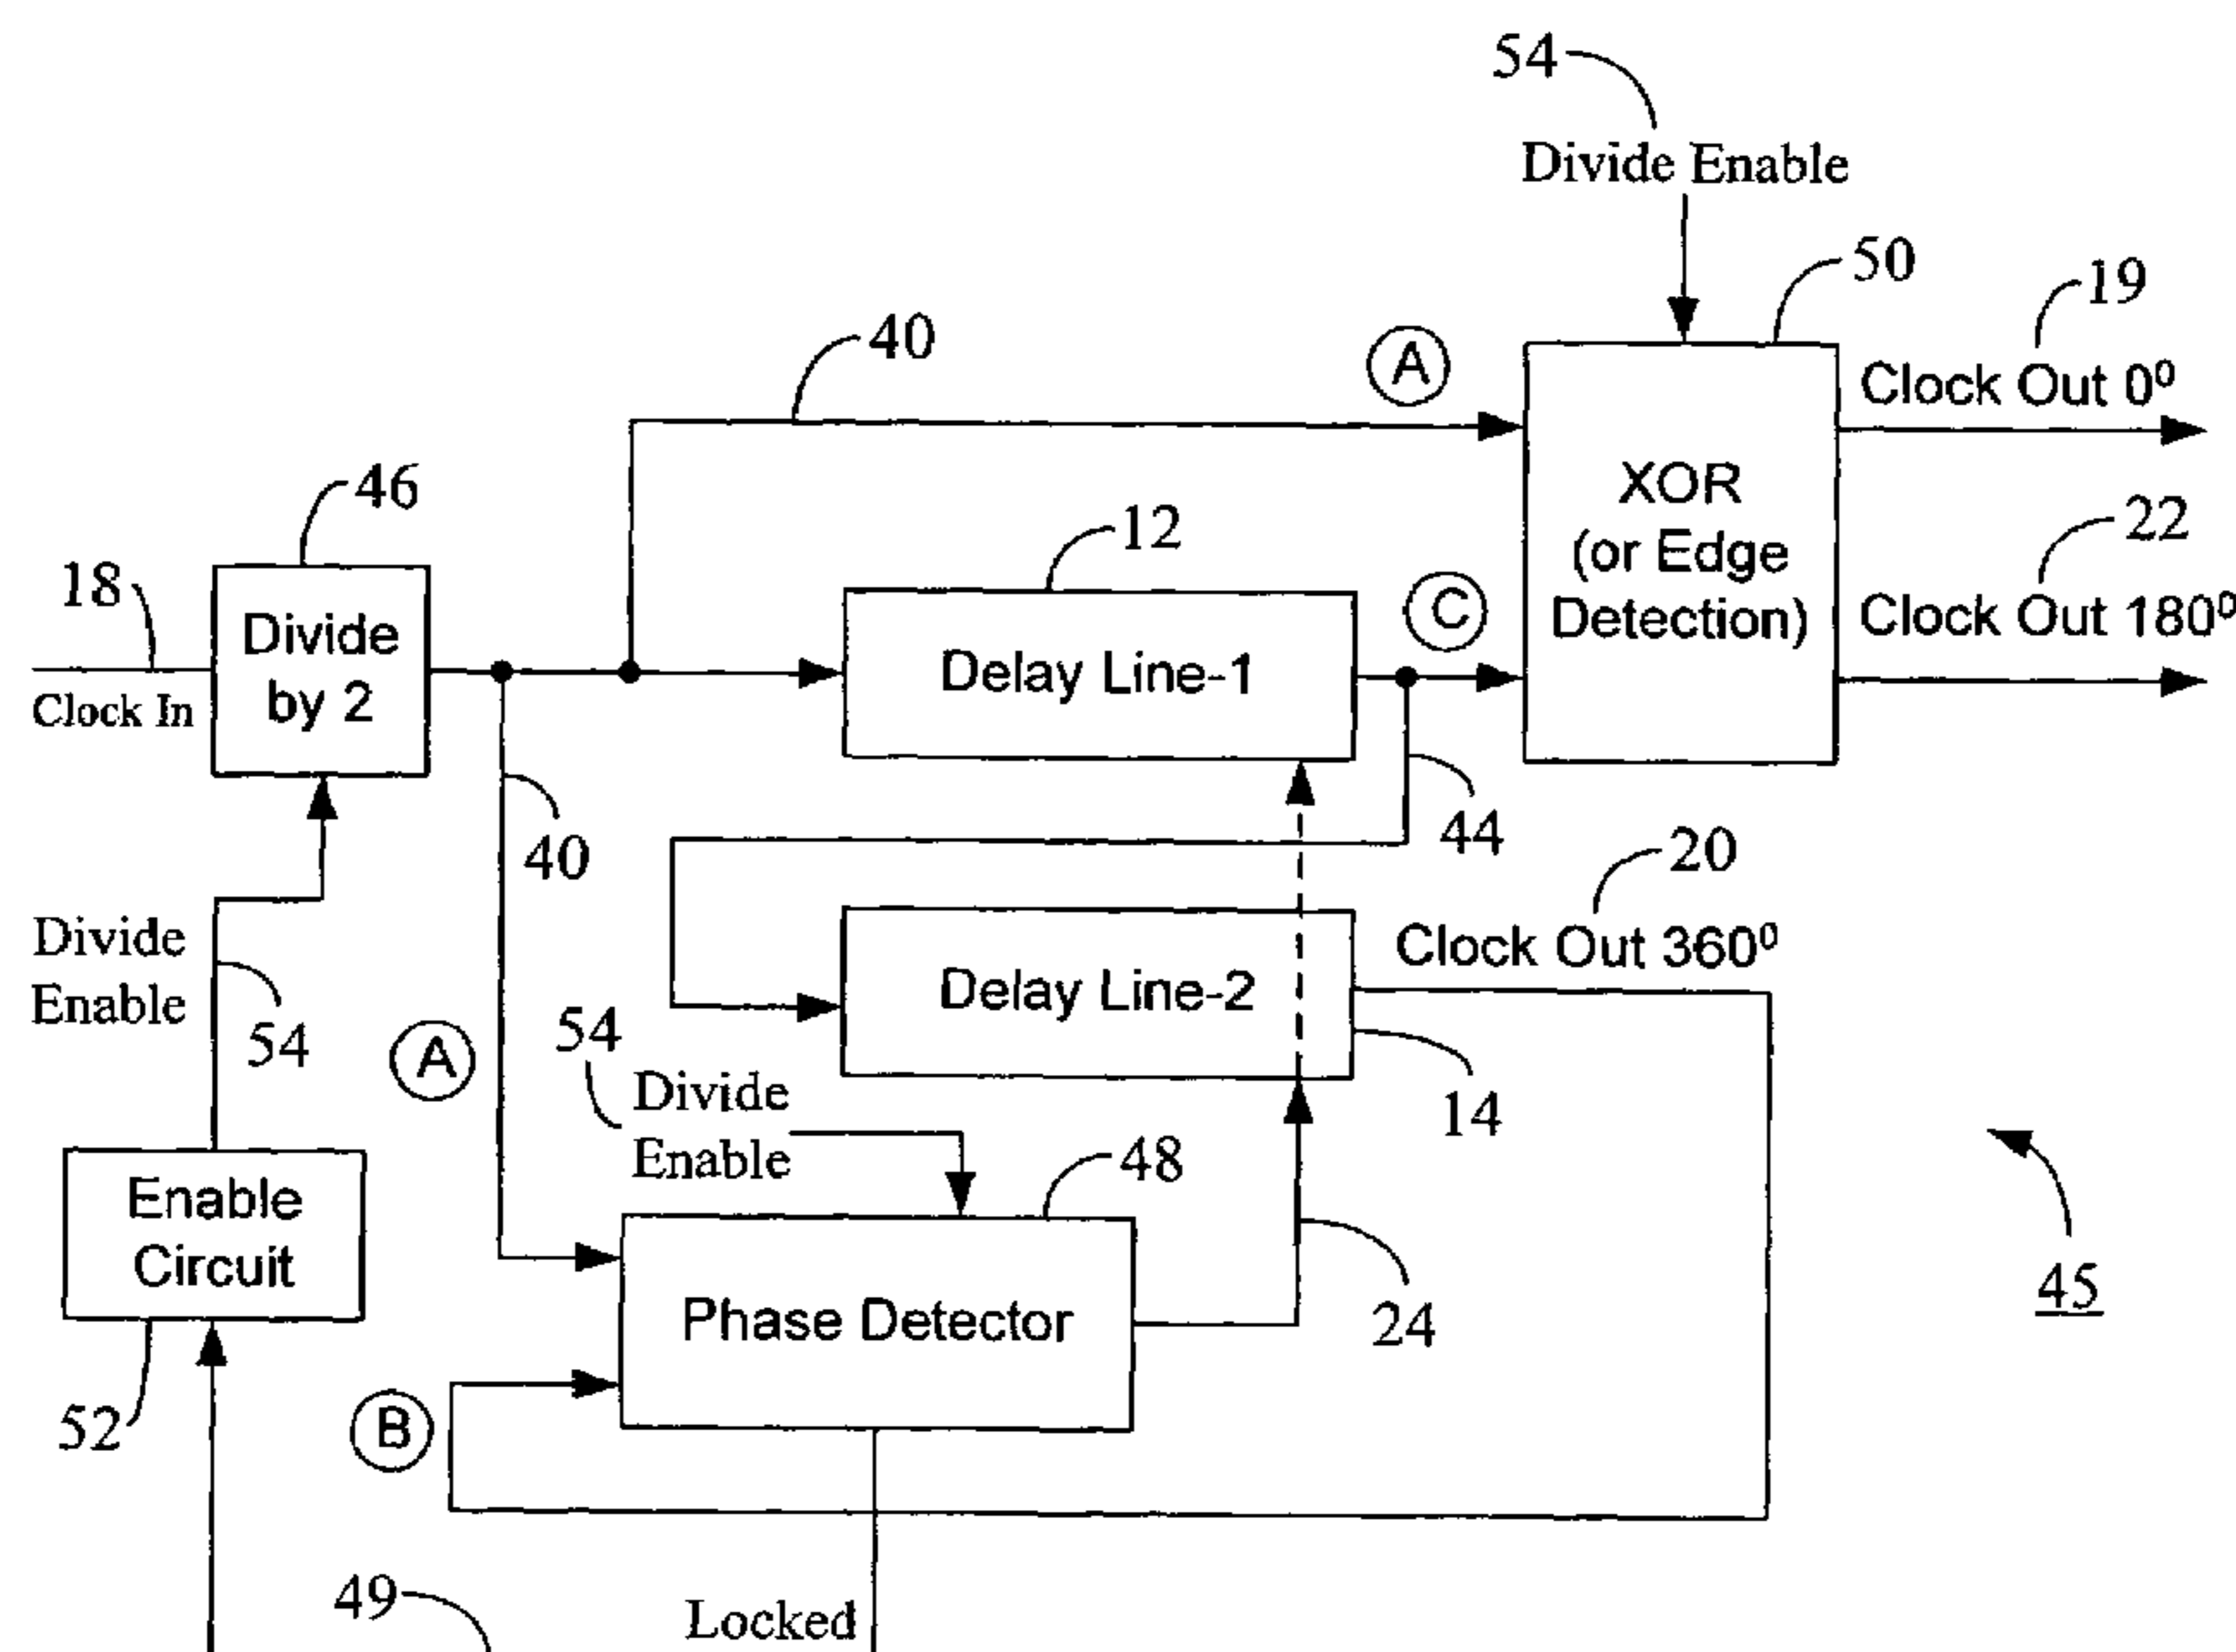 54
Divide Enable
50
19
40
A
Clock Out 0⁰
XOR
(or Edge
Detection)
46
12
22
18
Divide
by 2
C
Clock Out 180⁰
Delay Line-1
Clock In
40
44
20
Divide
Enable
54
Clock Out 360⁰
Delay Line-2
54
A
Divide
Enable
14
48
Enable
Circuit
45
Phase Detector
24
52
B
49
Locked